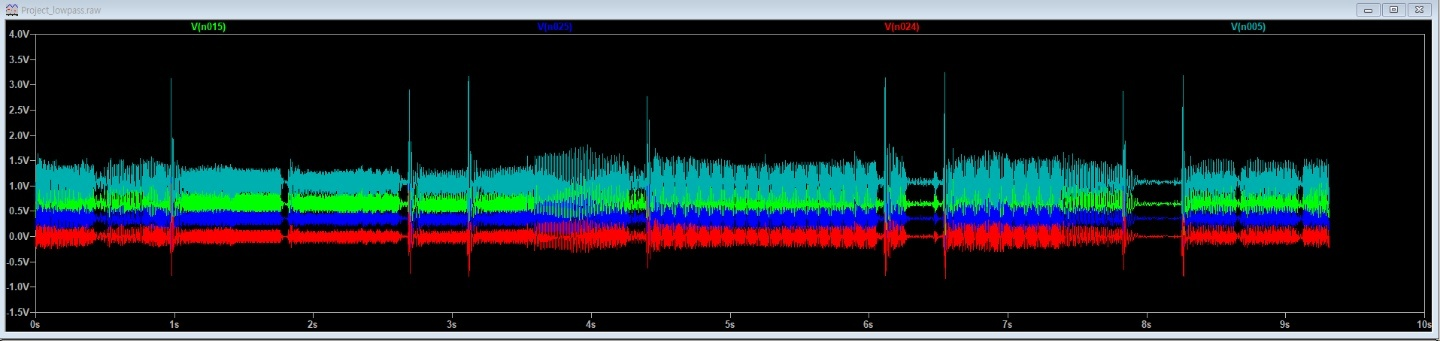 Project_lowpass.raw
V(n015) V(n025) V(n024) V(n005)
4.0V
3.5V
3.0V
2.5V
2.0V
1.5V
1.0V
0.5V
0.0V
-0.5V
-1.0V
-1.5V
0s 1s 2s 3s 4s 5s 6s 7s 8s 9s 10s